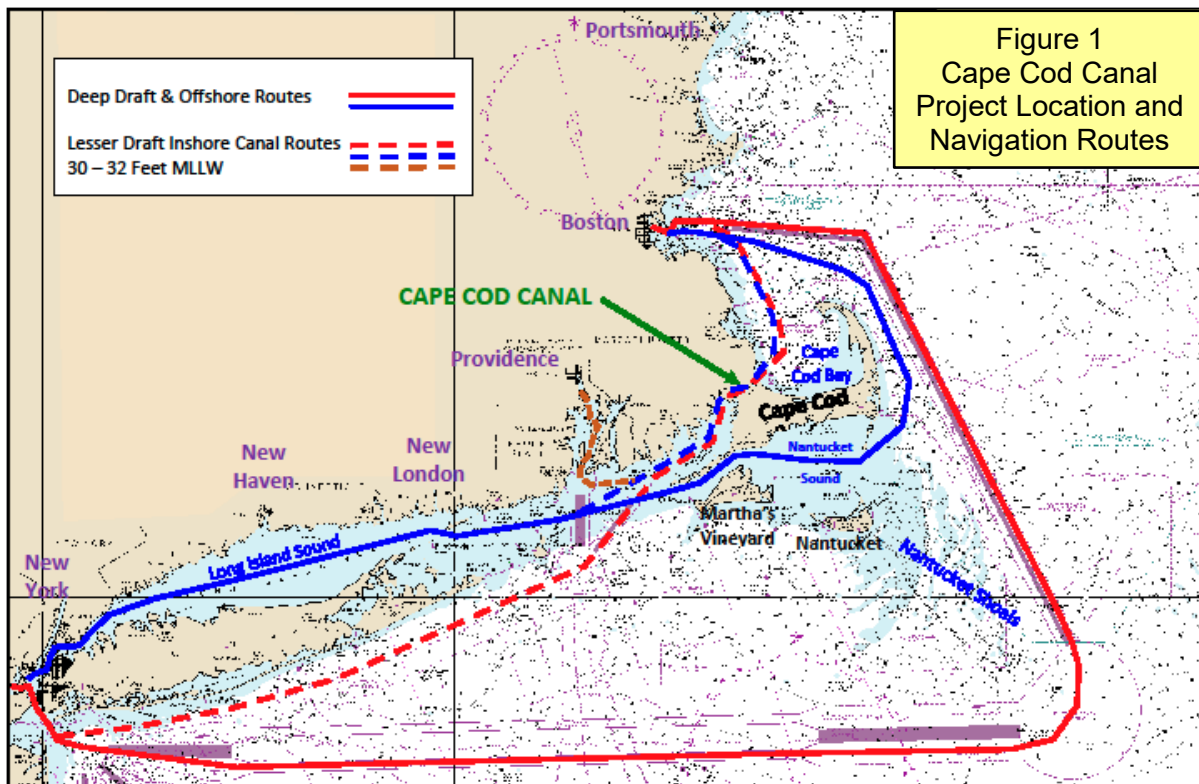 Portsmouth
Figure 1
Cape Cod Canal
Project Location and
Navigation Routes
Deep Draft & Offshore Routes
Lesser Draft Inshore Canal Routes
30 – 32 Feet MLLW
Boston
CAPE COD CANAL
Providence
Cape
Cod Bay
Cape Cod
New
Haven
New
London
Nantucket
Sound
Martha's
Vineyard
Nantucket
Nantucket Shoals
Long Island Sound
New
York